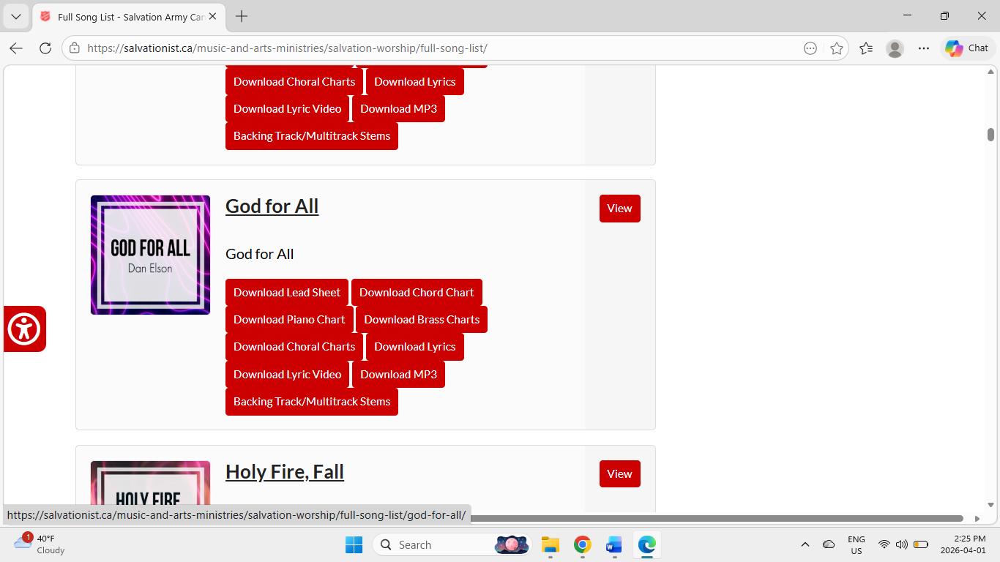 Full Song List - Salvation Army Can
https://salvationist.ca/music-and-arts-ministries/salvation-worship/full-song-list/
Chat
Download Choral Charts Download Lyrics
Download Lyric Video Download MP3
Backing Track/Multitrack Stems
GOD FOR ALL
Dan Elson
God for All
View
God for All
Download Lead Sheet Download Chord Chart
Download Piano Chart Download Brass Charts
Download Choral Charts Download Lyrics
Download Lyric Video Download MP3
Backing Track/Multitrack Stems
HOLY FIRE
Holy Fire, Fall
View
https://salvationist.ca/music-and-arts-ministries/salvation-worship/full-song-list/god-for-all/
1
40°F
Cloudy
Search
ENG
US
2:25 PM
2026-04-01